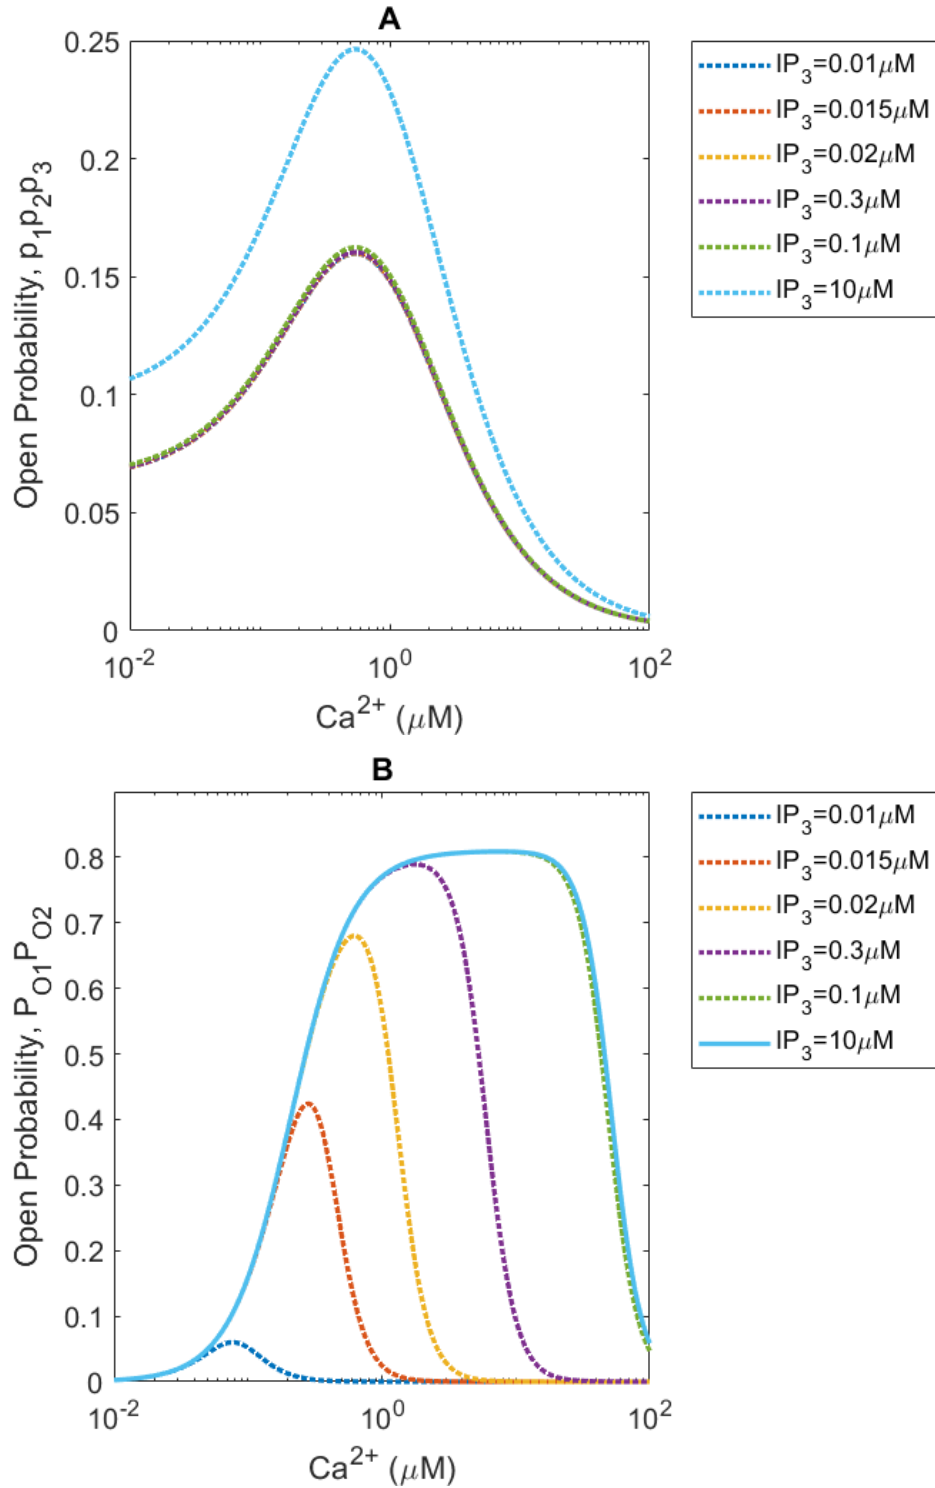 A
Open Probability, p₁p₂p₃
0.25
0.2
0.15
0.1
0.05
0
10⁻²
10⁰
10²
Ca²⁺ (μM)
IP₃=0.01μM
IP₃=0.015μM
IP₃=0.02μM
IP₃=0.3μM
IP₃=0.1μM
IP₃=10μM
B
Open Probability, P_O1P_O2
0.8
0.7
0.6
0.5
0.4
0.3
0.2
0.1
0
10⁻²
10⁰
10²
Ca²⁺ (μM)
IP₃=0.01μM
IP₃=0.015μM
IP₃=0.02μM
IP₃=0.3μM
IP₃=0.1μM
IP₃=10μM